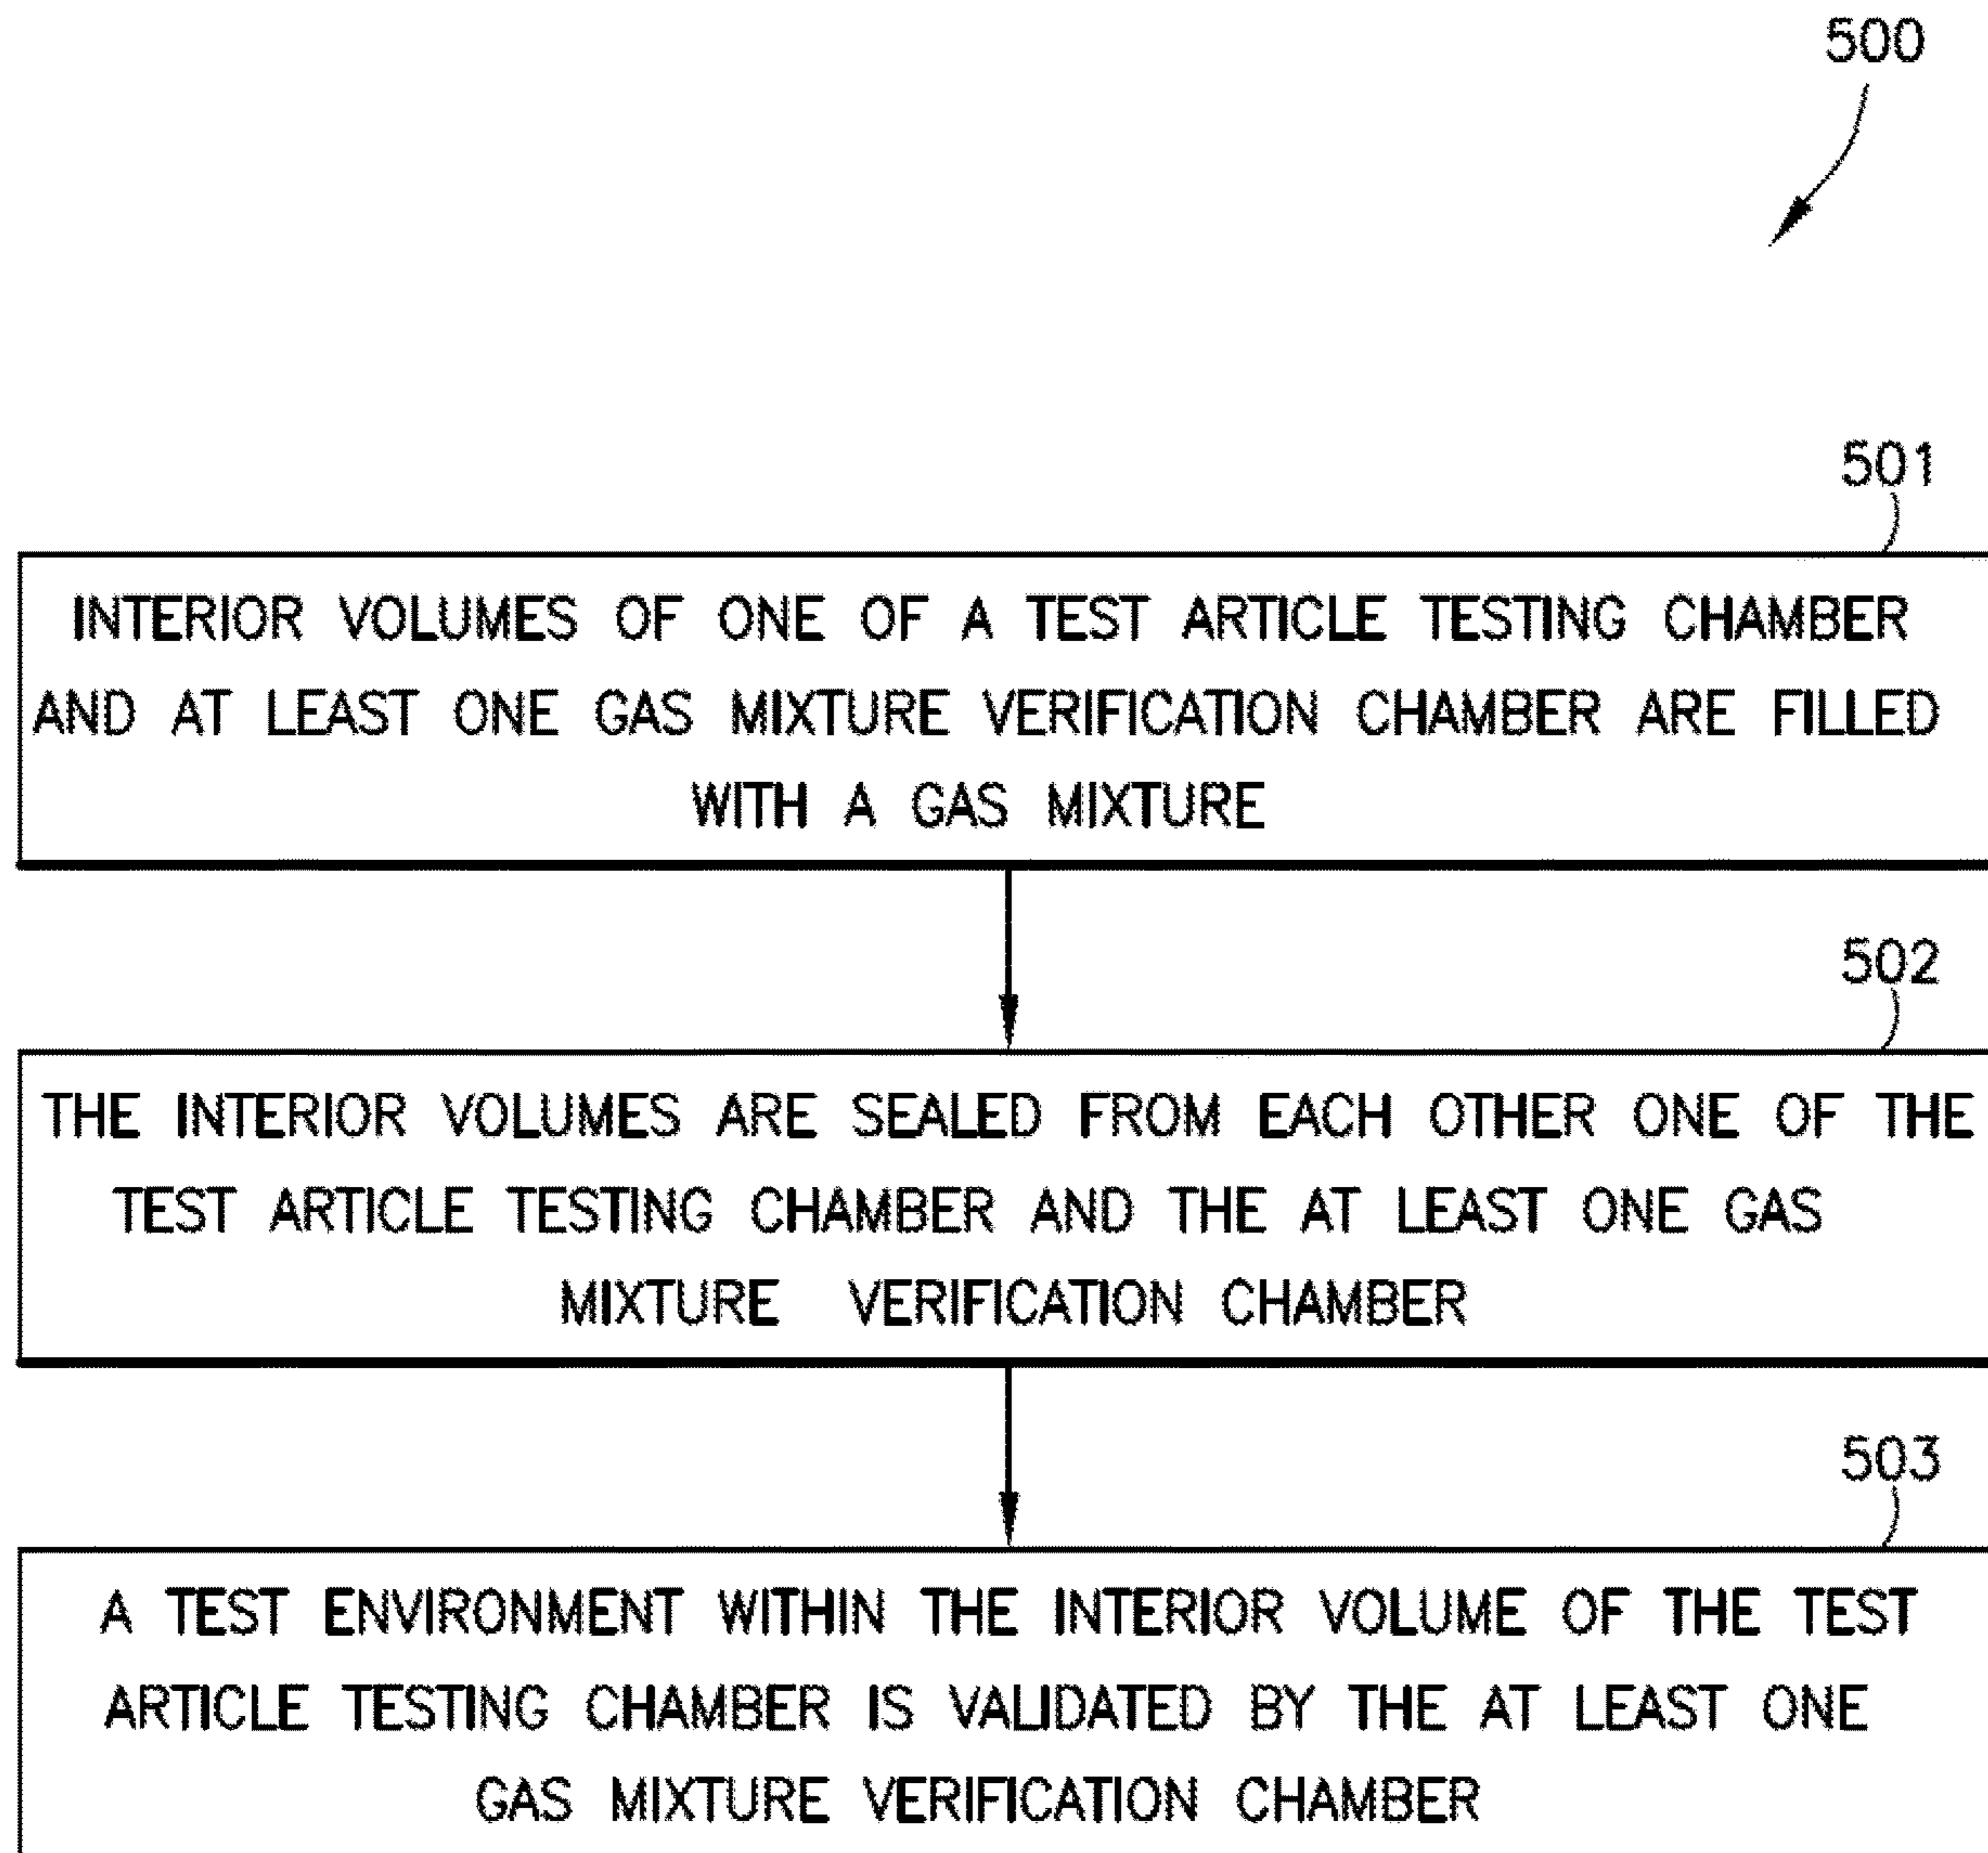 500
501
INTERIOR VOLUMES OF ONE OF A TEST ARTICLE TESTING CHAMBER
AND AT LEAST ONE GAS MIXTURE VERIFICATION CHAMBER ARE FILLED
WITH A GAS MIXTURE
502
THE INTERIOR VOLUMES ARE SEALED FROM EACH OTHER ONE OF THE
TEST ARTICLE TESTING CHAMBER AND THE AT LEAST ONE GAS
MIXTURE VERIFICATION CHAMBER
503
A TEST ENVIRONMENT WITHIN THE INTERIOR VOLUME OF THE TEST
ARTICLE TESTING CHAMBER IS VALIDATED BY THE AT LEAST ONE
GAS MIXTURE VERIFICATION CHAMBER